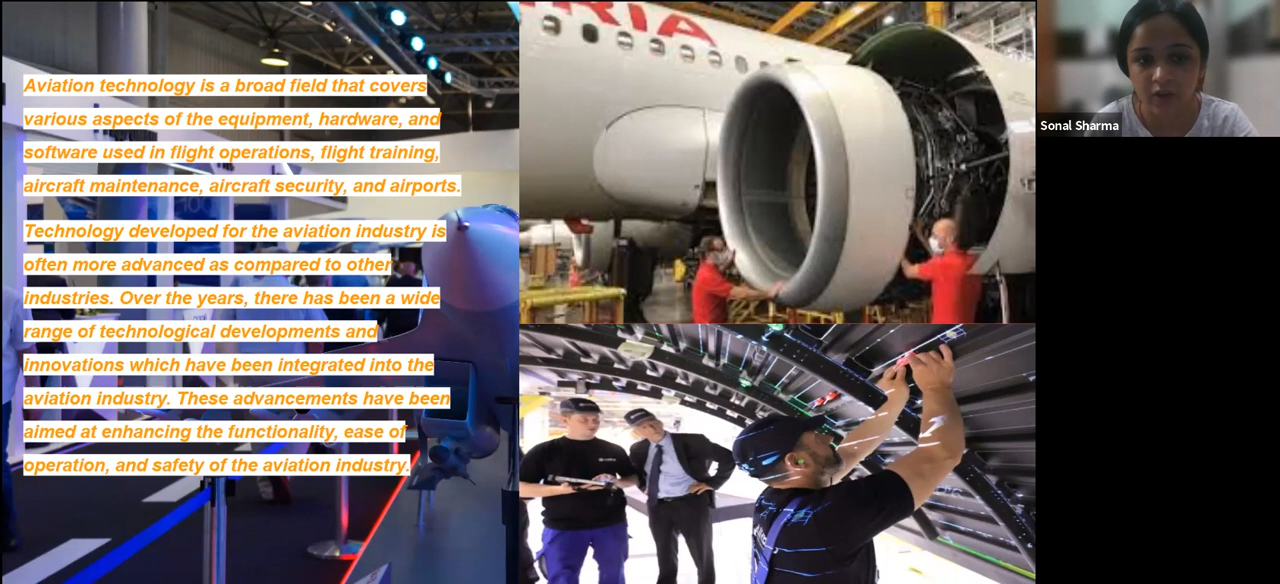 Aviation technology is a broad field that covers
various aspects of the equipment, hardware, and
software used in flight operations, flight training,
aircraft maintenance, aircraft security, and airports.
Technology developed for the aviation industry is
often more advanced as compared to other
industries. Over the years, there has been a wide
range of technological developments and
innovations which have been integrated into the
aviation industry. These advancements have been
aimed at enhancing the functionality, ease of
operation, and safety of the aviation industry.
RIA
Sonal Sharma